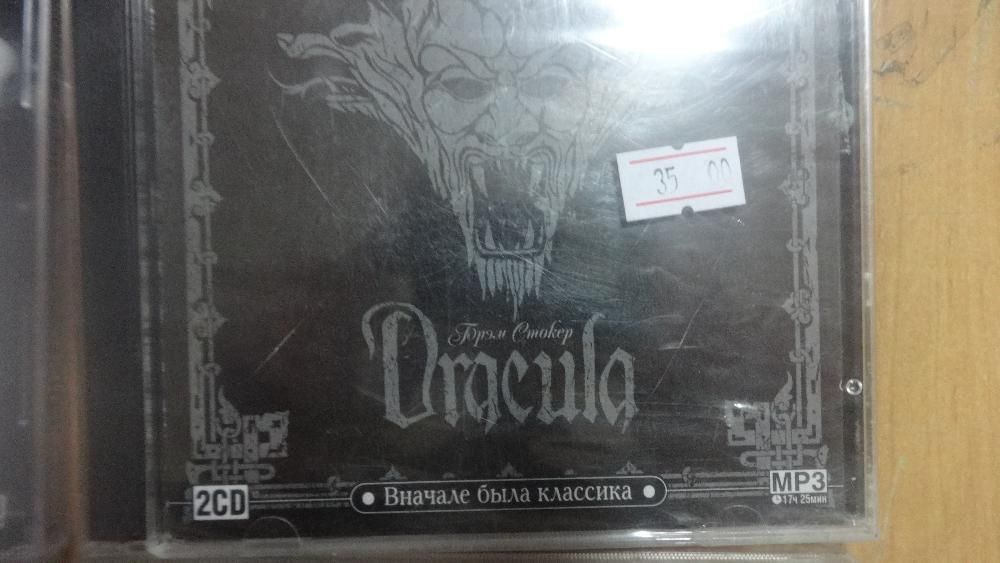 35 00
Брэм Стокер
Dracula
2CD
• Вначале была классика •
MP3
17ч 25мин